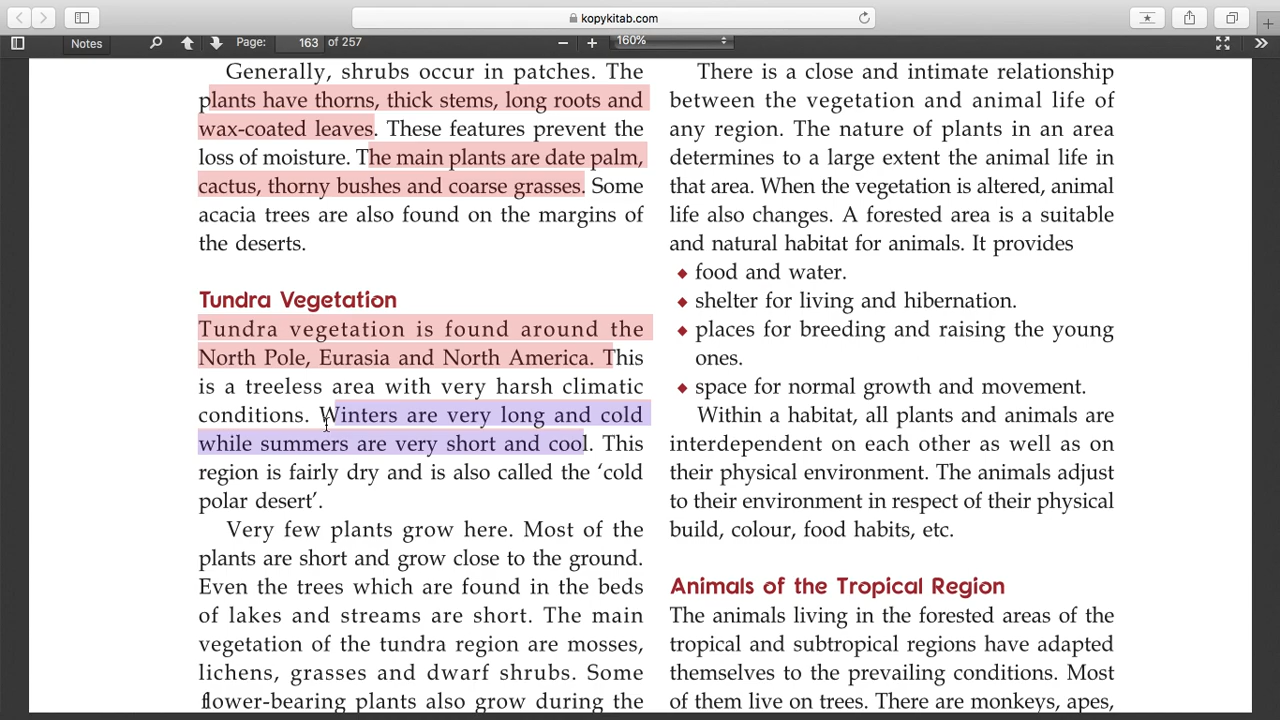 kopykitab.com
Notes
Page: 163 of 257
160%
Generally, shrubs occur in patches. The
plants have thorns, thick stems, long roots and
wax-coated leaves. These features prevent the
loss of moisture. The main plants are date palm,
cactus, thorny bushes and coarse grasses. Some
acacia trees are also found on the margins of
the deserts.
Tundra Vegetation
Tundra vegetation is found around the
North Pole, Eurasia and North America. This
is a treeless area with very harsh climatic
conditions. Winters are very long and cold
while summers are very short and cool. This
region is fairly dry and is also called the ‘cold
polar desert’.
Very few plants grow here. Most of the
plants are short and grow close to the ground.
Even the trees which are found in the beds
of lakes and streams are short. The main
vegetation of the tundra region are mosses,
lichens, grasses and dwarf shrubs. Some
flower-bearing plants also grow during the
There is a close and intimate relationship
between the vegetation and animal life of
any region. The nature of plants in an area
determines to a large extent the animal life in
that area. When the vegetation is altered, animal
life also changes. A forested area is a suitable
and natural habitat for animals. It provides
◆ food and water.
◆ shelter for living and hibernation.
◆ places for breeding and raising the young
ones.
◆ space for normal growth and movement.
Within a habitat, all plants and animals are
interdependent on each other as well as on
their physical environment. The animals adjust
to their environment in respect of their physical
build, colour, food habits, etc.
Animals of the Tropical Region
The animals living in the forested areas of the
tropical and subtropical regions have adapted
themselves to the prevailing conditions. Most
of them live on trees. There are monkeys, apes,